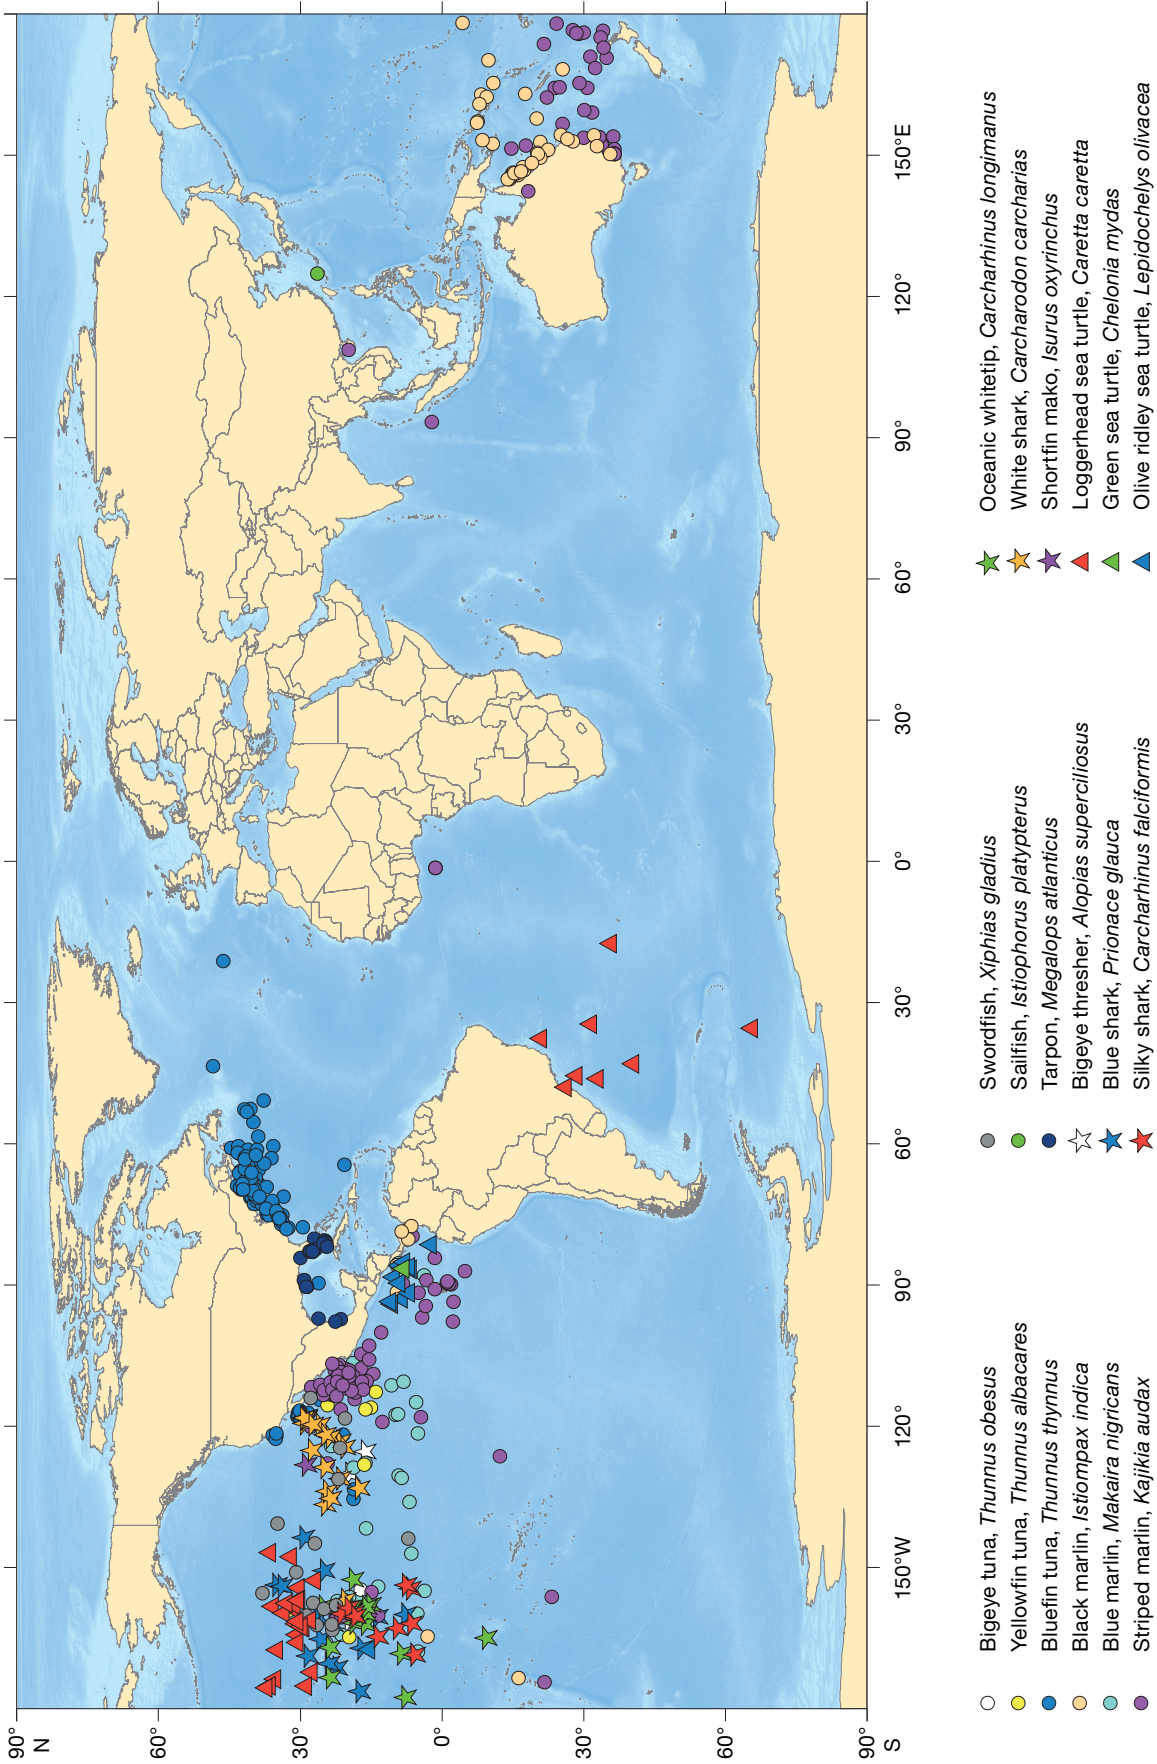 90°
N
60°
30°
0°
30°
60°
90°
S
150°W
120°
90°
60°
30°
0°
30°
60°
90°
120°
150°E
Bigeye tuna, Thunnus obesus
Yellowfin tuna, Thunnus albacares
Bluefin tuna, Thunnus thynnus
Black marlin, Istiompax indica
Blue marlin, Makaira nigricans
Striped marlin, Kajikia audax
Swordfish, Xiphias gladius
Sailfish, Istiophorus platypterus
Tarpon, Megalops atlanticus
Bigeye thresher, Alopias superciliosus
Blue shark, Prionace glauca
Silky shark, Carcharhinus falciformis
Oceanic whitetip, Carcharhinus longimanus
White shark, Carcharodon carcharias
Shortfin mako, Isurus oxyrinchus
Loggerhead sea turtle, Caretta caretta
Green sea turtle, Chelonia mydas
Olive ridley sea turtle, Lepidochelys olivacea